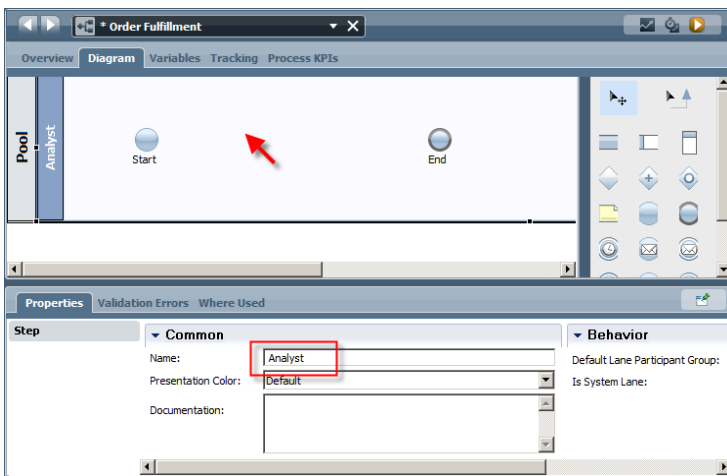 * Order Fulfillment
Overview Diagram Variables Tracking Process KPIs
Pool
Analyst
Start
End
Properties Validation Errors Where Used
Step
Common
Behavior
Name: Analyst
Default Lane Participant Group:
Presentation Color: Default
Is System Lane:
Documentation: